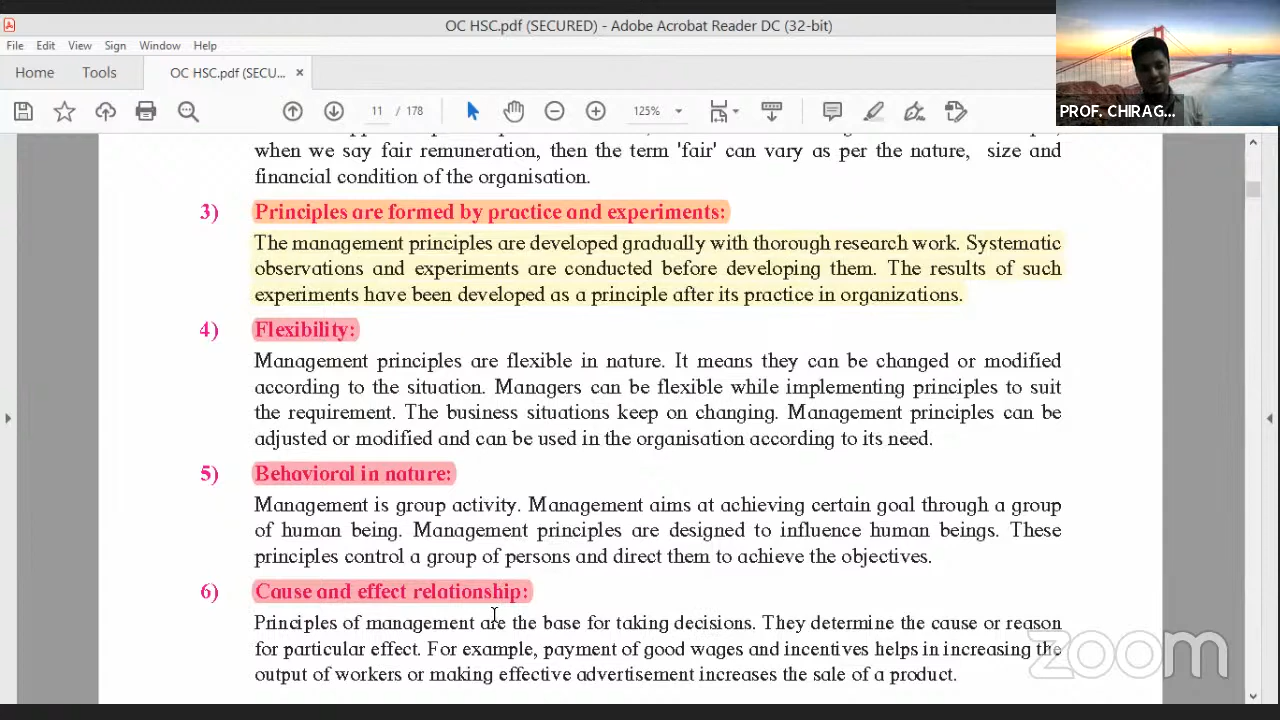 OC HSC.pdf (SECURED) - Adobe Acrobat Reader DC (32-bit)
File Edit View Sign Window Help
Home Tools OC HSC.pdf (SECU... ×
11 / 178 125%
PROF. CHIRAG...
when we say fair remuneration, then the term 'fair' can vary as per the nature, size and
financial condition of the organisation.
3) Principles are formed by practice and experiments:
The management principles are developed gradually with thorough research work. Systematic
observations and experiments are conducted before developing them. The results of such
experiments have been developed as a principle after its practice in organizations.
4) Flexibility:
Management principles are flexible in nature. It means they can be changed or modified
according to the situation. Managers can be flexible while implementing principles to suit
the requirement. The business situations keep on changing. Management principles can be
adjusted or modified and can be used in the organisation according to its need.
5) Behavioral in nature:
Management is group activity. Management aims at achieving certain goal through a group
of human being. Management principles are designed to influence human beings. These
principles control a group of persons and direct them to achieve the objectives.
6) Cause and effect relationship:
Principles of management are the base for taking decisions. They determine the cause or reason
for particular effect. For example, payment of good wages and incentives helps in increasing the
output of workers or making effective advertisement increases the sale of a product.
zoom